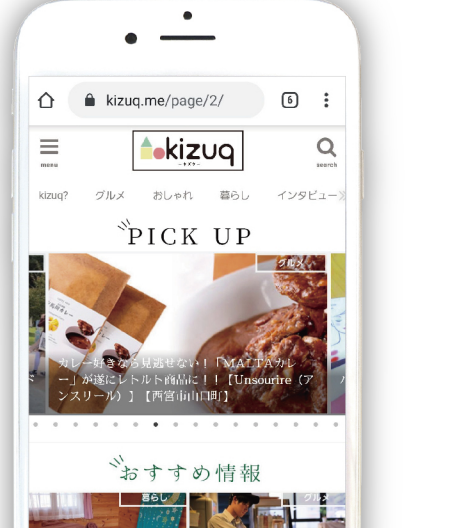 kizuq.me/page/2/
6
kizuq
ーキズクー
menu
search
kizuq? グルメ おしゃれ 暮らし インタビュー
PICK UP
グルメ
カレー好きなら見逃せない！「MALTAカレ
ー」が遂にレトルト商品に！！【Unsourire（ア
ンスリール）】【西宮市山口町】
おすすめ情報
暮らし
グルメ